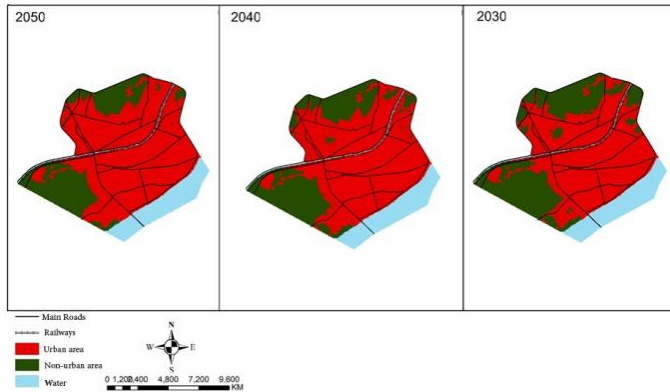 2050
2040
2030
Main Roads
Railways
Urban area
Non-urban area
Water
N
W E
S
0 1,200 2,400 4,800 7,200 9,600
KM